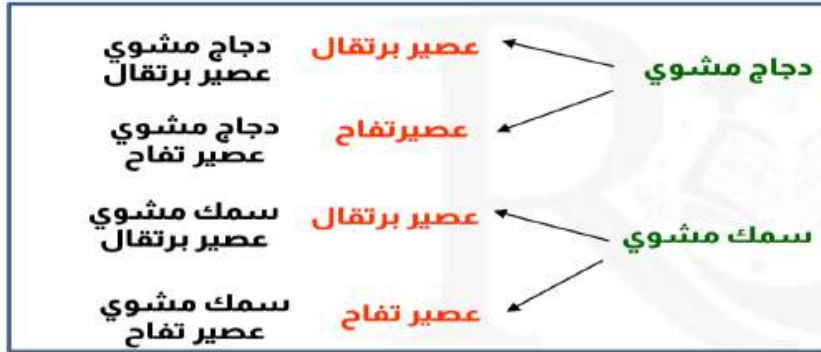 دجاج مشوي
عصير برتقال
دجاج مشوي
عصير برتقال
عصيرتفاح
دجاج مشوي
عصير تفاح
سمك مشوي
عصير برتقال
سمك مشوي
عصير برتقال
عصير تفاح
سمك مشوي
عصير تفاح